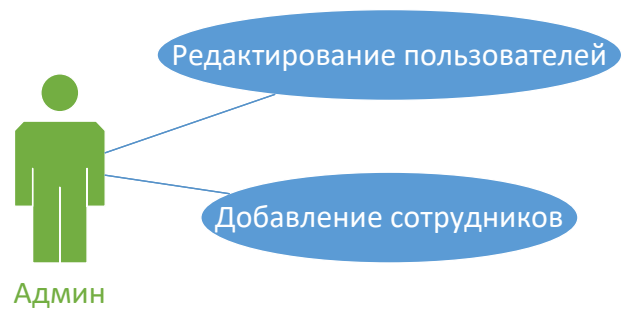 Редактирование пользователей
Добавление сотрудников
Админ